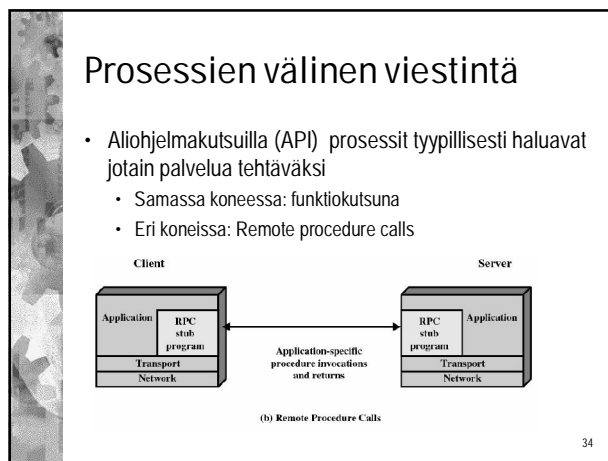 Prosessien välinen viestintä
• Aliohjelmakutsuilla (API) prosessit tyypillisesti haluavat
jotain palvelua tehtäväksi
• Samassa koneessa: funktiokutsuna
• Eri koneissa: Remote procedure calls
Client
Server
Application
RPC
stub
program
Transport
Network
Application-specific
procedure invocations
and returns
RPC
stub
program
Application
Transport
Network
(b) Remote Procedure Calls
34